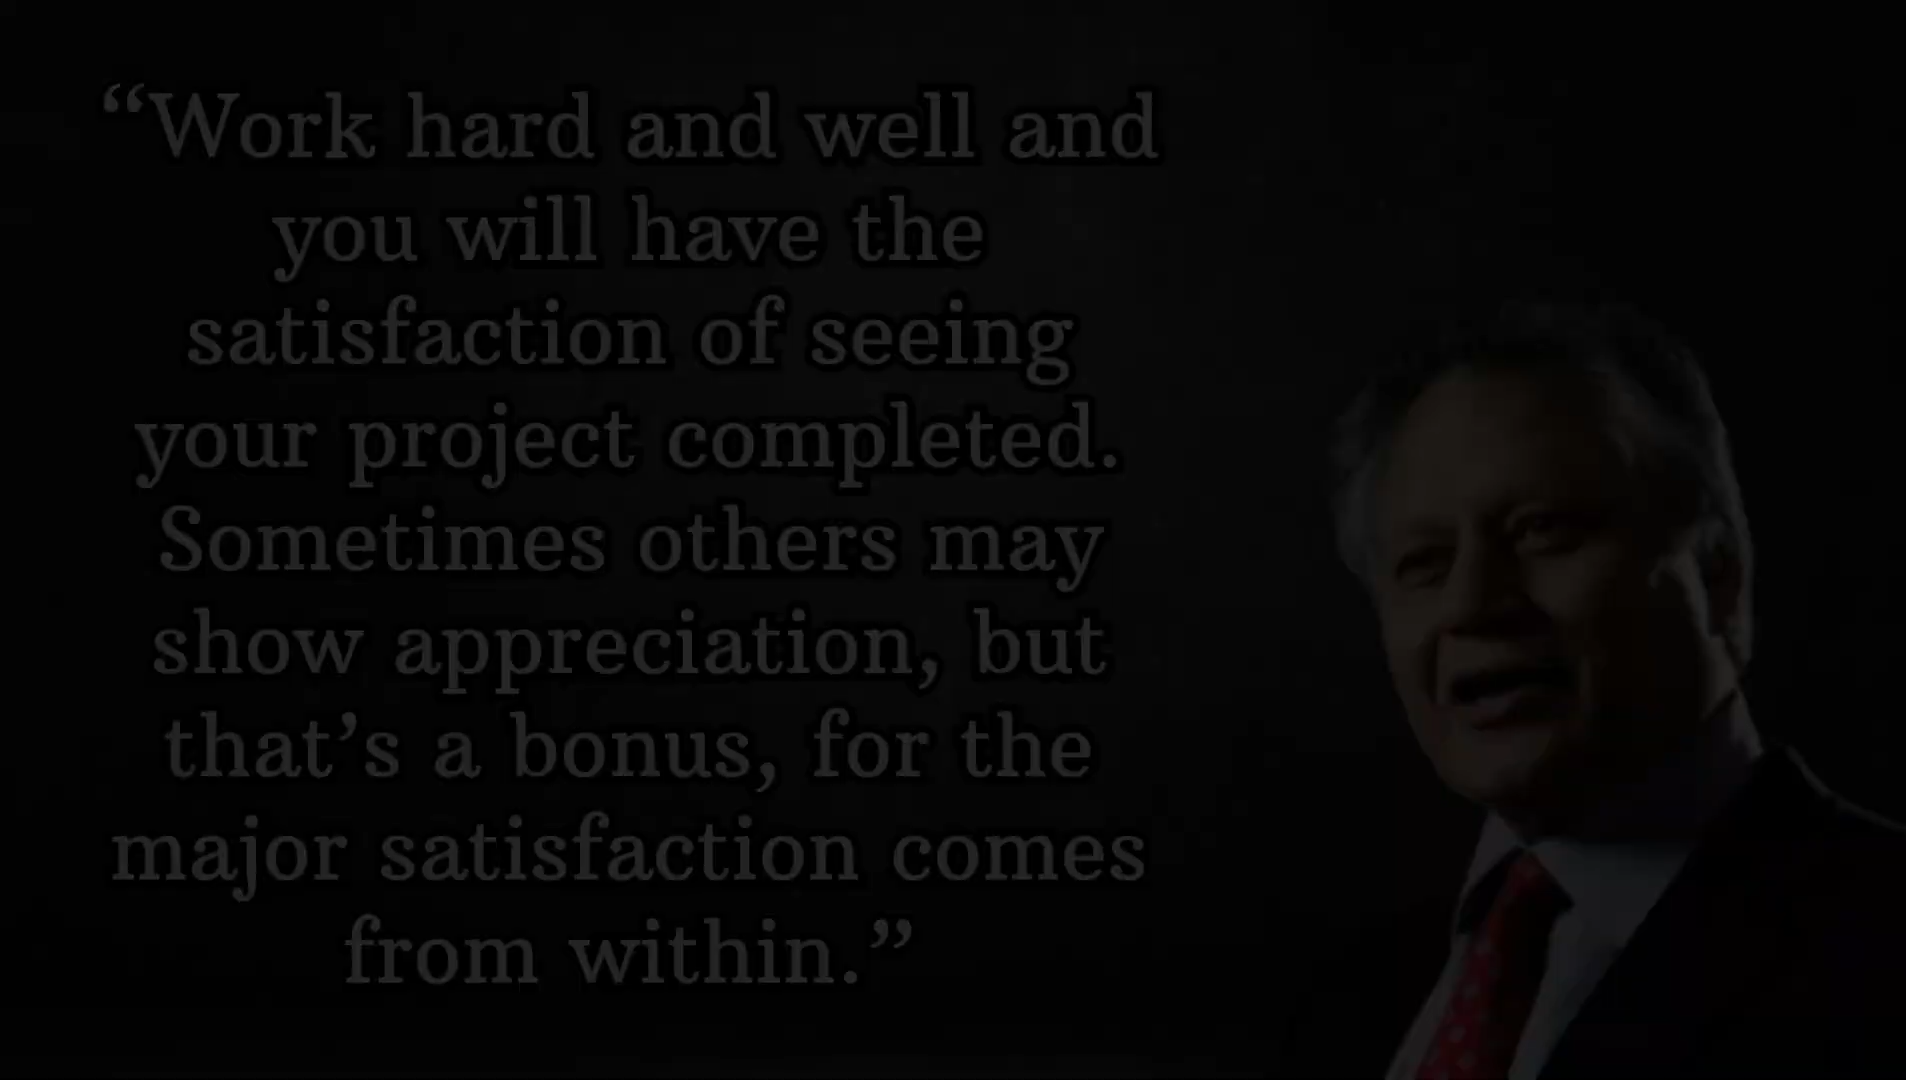 “Work hard and well and
you will have the
satisfaction of seeing
your project completed.
Sometimes others may
show appreciation, but
that’s a bonus, for the
major satisfaction comes
from within.”